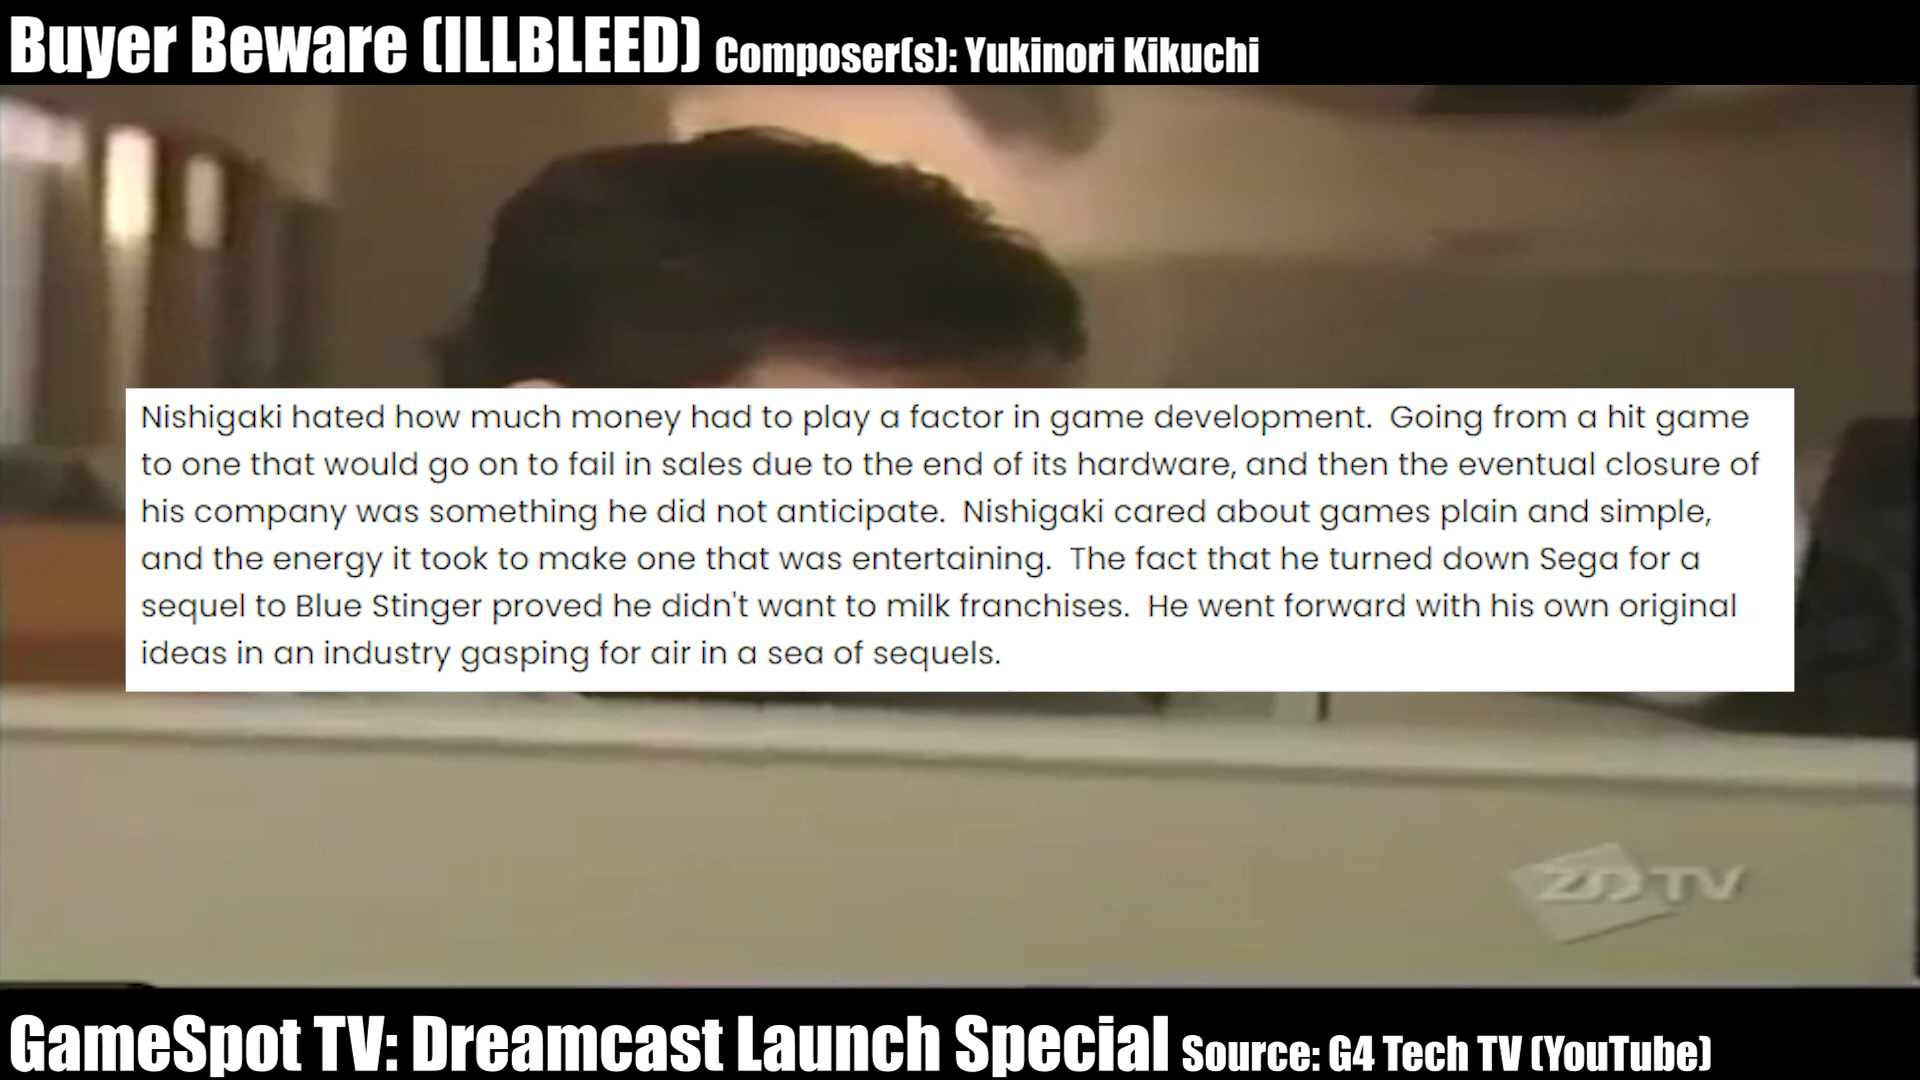 Buyer Beware (ILLBLEED) Composer(s): Yukinori Kikuchi
Nishigaki hated how much money had to play a factor in game development.  Going from a hit game
to one that would go on to fail in sales due to the end of its hardware, and then the eventual closure of
his company was something he did not anticipate.  Nishigaki cared about games plain and simple,
and the energy it took to make one that was entertaining.  The fact that he turned down Sega for a
sequel to Blue Stinger proved he didn't want to milk franchises.  He went forward with his own original
ideas in an industry gasping for air in a sea of sequels.
ZDTV
GameSpot TV: Dreamcast Launch Special Source: G4 Tech TV (YouTube)